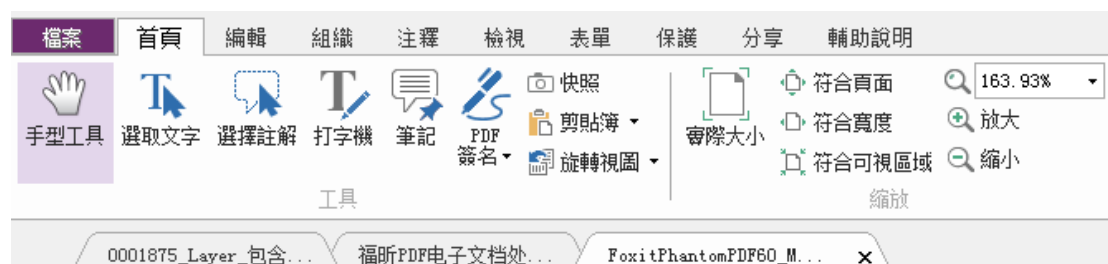 檔案 首頁 編輯 組織 注釋 檢視 表單 保護 分享 輔助說明
手型工具
選取文字
選擇註解
打字機
筆記
PDF
簽名
快照
剪貼簿
旋轉視圖
工具
實際大小
符合頁面
符合寬度
符合可視區域
163.93%
放大
縮小
縮放
0001875_Layer_包含... 福昕PDF电子文档处... FoxitPhantomPDF60_M... x